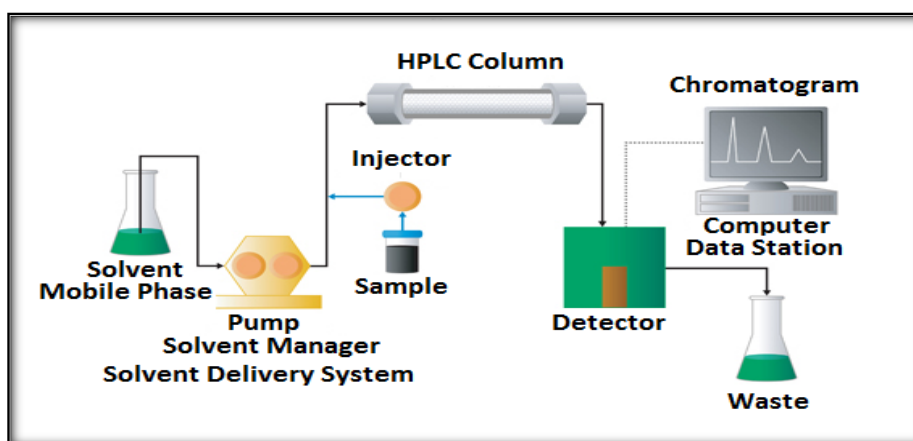 HPLC Column
Chromatogram
Injector
Solvent
Mobile Phase
Sample
Computer
Data Station
Pump
Solvent Manager
Solvent Delivery System
Detector
Waste